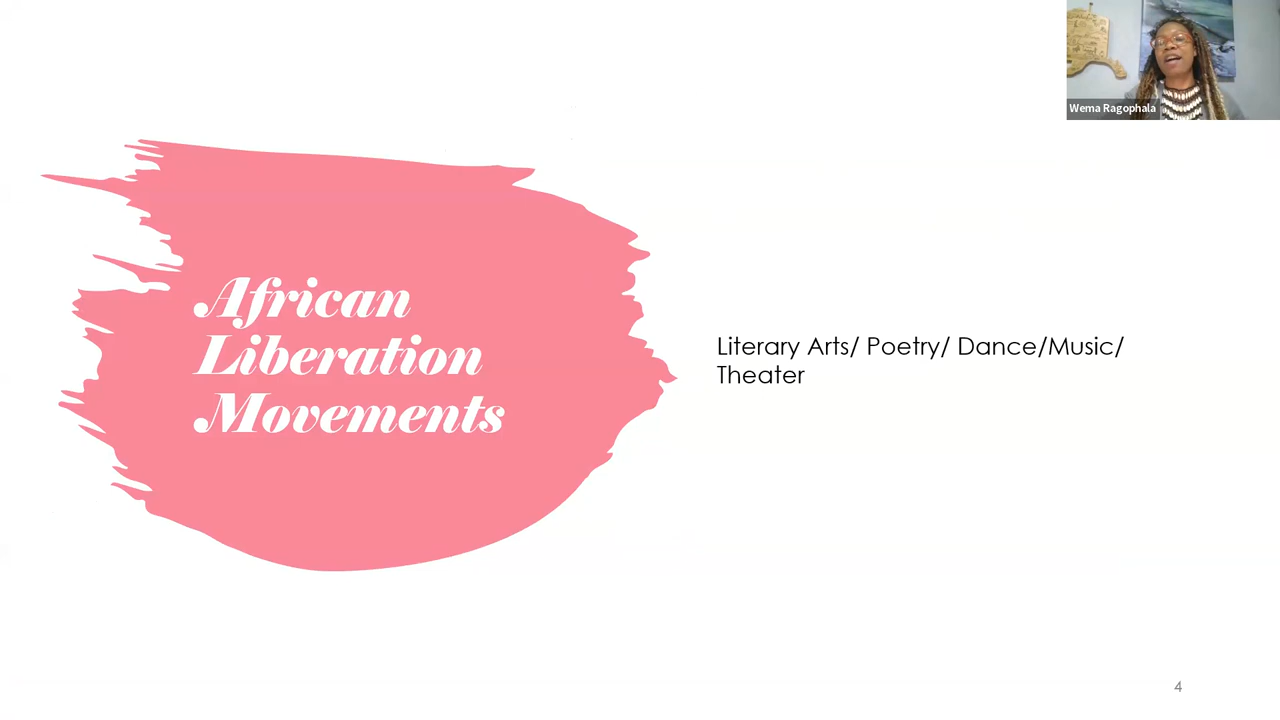 Wema Ragophala
African
Liberation
Movements
Literary Arts/ Poetry/ Dance/Music/
Theater
4